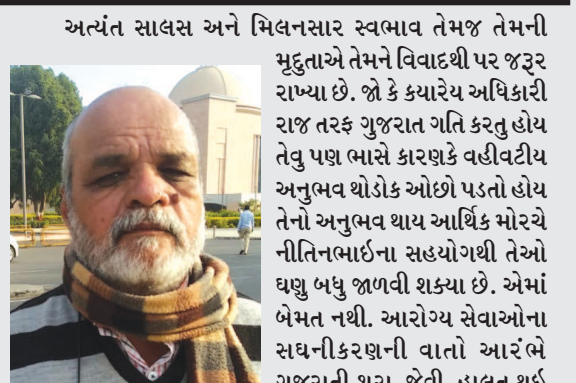 અત્યંત સાલસ અને મિલનસાર સ્વભાવ તેમજ તેમની
મૃદુતાએ તેમને વિવાદથી પર જરૂર
રાખ્યા છે. જો કે કયારેય અધિકારી
રાજ તરફ ગુજરાત ગતિ કરતુ હોય
તેવુ પણ ભાસે કારણકે વહીવટીય
અનુભવ થોડોક ઓછો પડતો હોય
તેનો અનુભવ થાય આર્થિક મોરચે
નીતિનભાઇના સહયોગથી તેઓ
ઘણુ બધુ જાળવી શક્યા છે. એમાં
બેમત નથી. આરોગ્ય સેવાઓના
સઘનીકરણની વાતો આરંભે